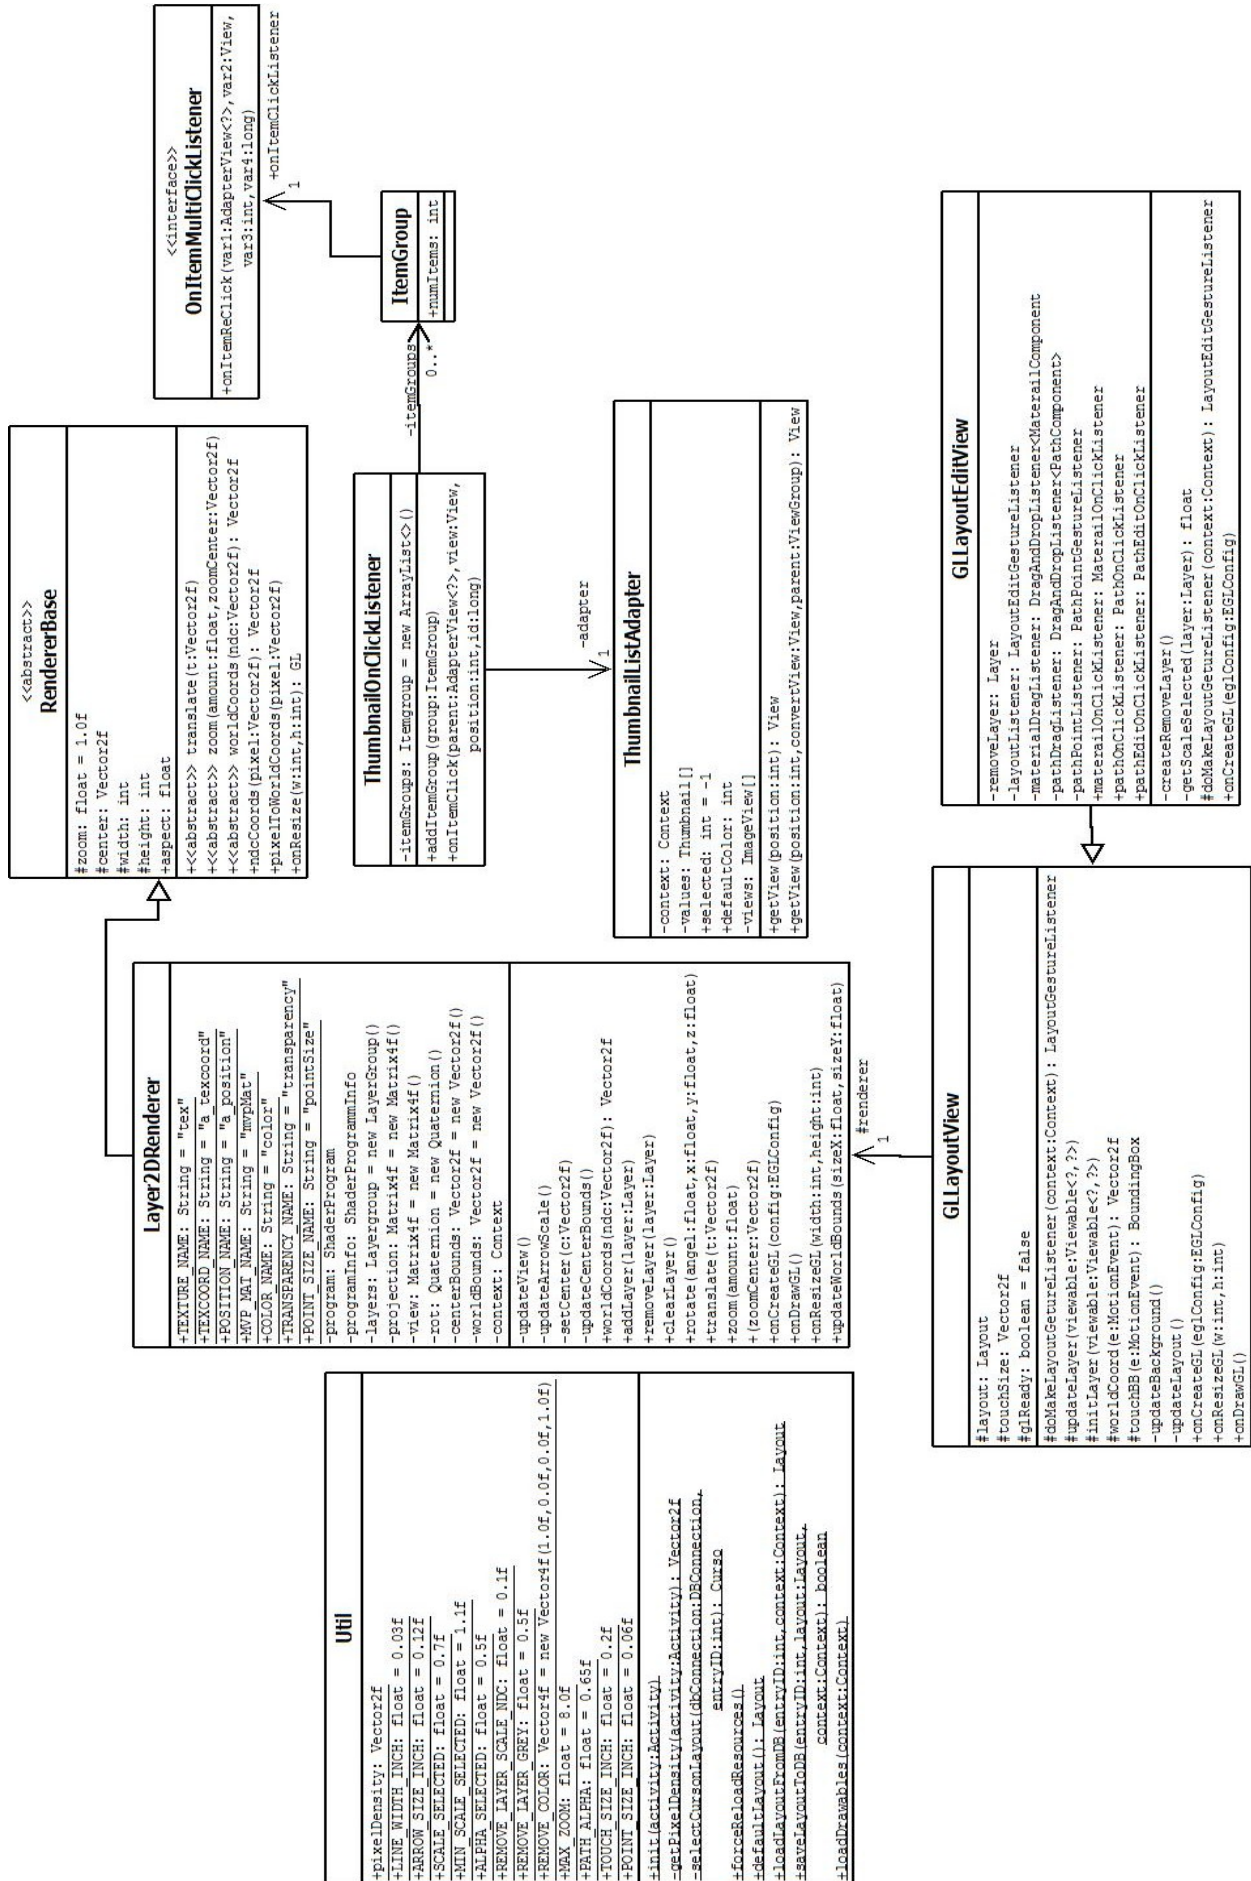 Util
+pixelDensity: Vector2f
+LINE_WIDTH_INCH: float = 0.03f
+ARROW_SIZE_INCH: float = 0.12f
+SCALE_SELECTED: float = 0.7f
+MIN_SCALE_SELECTED: float = 1.1f
+ALPHA_SELECTED: float = 0.5f
+REMOVE_LAYER_SCALE_NDC: float = 0.1f
+REMOVE_LAYER_GREY: float = 0.5f
+REMOVE_COLOR: Vector4f = new Vector4f(1.0f,0.0f,0.0f,1.0f)
+MAX_ZOOM: float = 8.0f
+PATH_ALPHA: float = 0.65f
+TOUCH_SIZE_INCH: float = 0.2f
+POINT_SIZE_INCH: float = 0.06f
+init(activity:Activity)
-getPixelDensity(activity:Activity): Vector2f
-selectCursonLayout(dbConnection:DBConnection,
entryID:int): Curso
+forceReloadResources()
+defaultLayout(): Layout
+loadLayoutFromDB(entryID:int,context:Context): Layout
+saveLayoutToDB(entryID:int,layout:Layout,
context:Context): boolean
+loadDrawables(context:Context)
Layer2DRenderer
+TEXTURE_NAME: String = "tex"
+TEXCOORD_NAME: String = "a_texcoord"
+POSITION_NAME: String = "a_position"
+MVP_MAT_NAME: String = "mvpMat"
+COLOR_NAME: String = "color"
+TRANSPARENCY_NAME: String = "transparency"
+POINT_SIZE_NAME: String = "pointSize"
-program: ShaderProgram
-programInfo: ShaderProgrammInfo
-layers: Layergroup = new LayerGroup()
-projection: Matrix4f = new Matrix4f()
-view: Matrix4f = new Matrix4f()
-rot: Quaternion = new Quaternion()
-centerBounds: Vector2f = new Vector2f()
-worldBounds: Vector2f = new Vector2f()
-context: Context
-updateView()
-updateArrowScale()
-setCenter(c:Vector2f)
-updateCenterBounds()
+worldCoords(ndc:Vector2f): Vector2f
+addLayer(layer:Layer)
+removeLayer(layer:Layer)
+clearLayer()
+rotate(angel:float,x:float,y:float,z:float)
+translate(t:Vector2f)
+zoom(amount:float)
+(zoomCenter:Vector2f)
+onCreateGL(config:EGLConfig)
+onDrawGL()
+onResizeGL(width:int,height:int)
+updateWorldBounds(sizeX:float,sizeY:float)
<<abstract>>
RendererBase
#zoom: float = 1.0f
#center: Vector2f
#width: int
#height: int
+aspect: float
+<<abstract>> translate(t:Vector2f)
+<<abstract>> zoom(amount:float,zoomCenter:Vector2f)
+<<abstract>> worldCoords(ndc:Vector2f): Vector2f
+ndcCoords(pixel:Vector2f): Vector2f
+pixelToWorldCoords(pixel:Vector2f)
+onResize(w:int,h:int): GL
<<interface>>
OnItemMultiClickListener
+onItemReClick(var1:AdapterView<?>,var2:View,
var3:int,var4:long)
+onItemClickListener
1
ItemGroup
+numItems: int
-itemGroups
0..*
ThumbnailOnClickListener
-itemGroups: Itemgroup = new ArrayList<>()
+addItemGroup(group:ItemGroup)
+onItemClick(parent:AdapterView<?>,view:View,
position:int,id:long)
-adapter
1
ThumbnailListAdapter
-context: Context
-values: Thumbnail[]
+selected: int = -1
+defaultColor: int
-views: ImageView[]
+getView(position:int): View
+getView(position:int,convertView:View,parent:ViewGroup): View
#renderer
1
GLLayoutView
#layout: Layout
#touchSize: Vector2f
#glReady: boolean = false
#doMakeLayoutGetureListener(context:Context): LayoutGestureListener
#updateLayer(viewable:Viewable<?,?>)
#initLayer(viewable:Viewable<?,?>)
#worldCoord(e:MotionEvent): Vector2f
#touchBB(e:MotionEvent): BoundingBox
-updateBackground()
-updateLayout()
+onCreateGL(eglConfig:EGLConfig)
+onResizeGL(w:int,h:int)
+onDrawGL()
GLLayoutEditView
-removeLayer: Layer
-layoutListener: LayoutEditGestureListener
-materialDragListener: DragAndDropListener<MaterailComponent
-pathDragListener: DragAndDropListener<PathComponent>
-pathPointListener: PathPointGestureListener
+materailOnClickListener: MaterailOnClickListener
+pathOnClickListener: PathOnClickListener
+pathEditOnClickListener: PathEditOnClickListener
-createRemoveLayer()
-getScaleSelected(layer:Layer): float
#doMakeLayoutGetureListener(context:Context): LayoutEditGestureListener
+onCreateGL(eglConfig:EGLConfig)